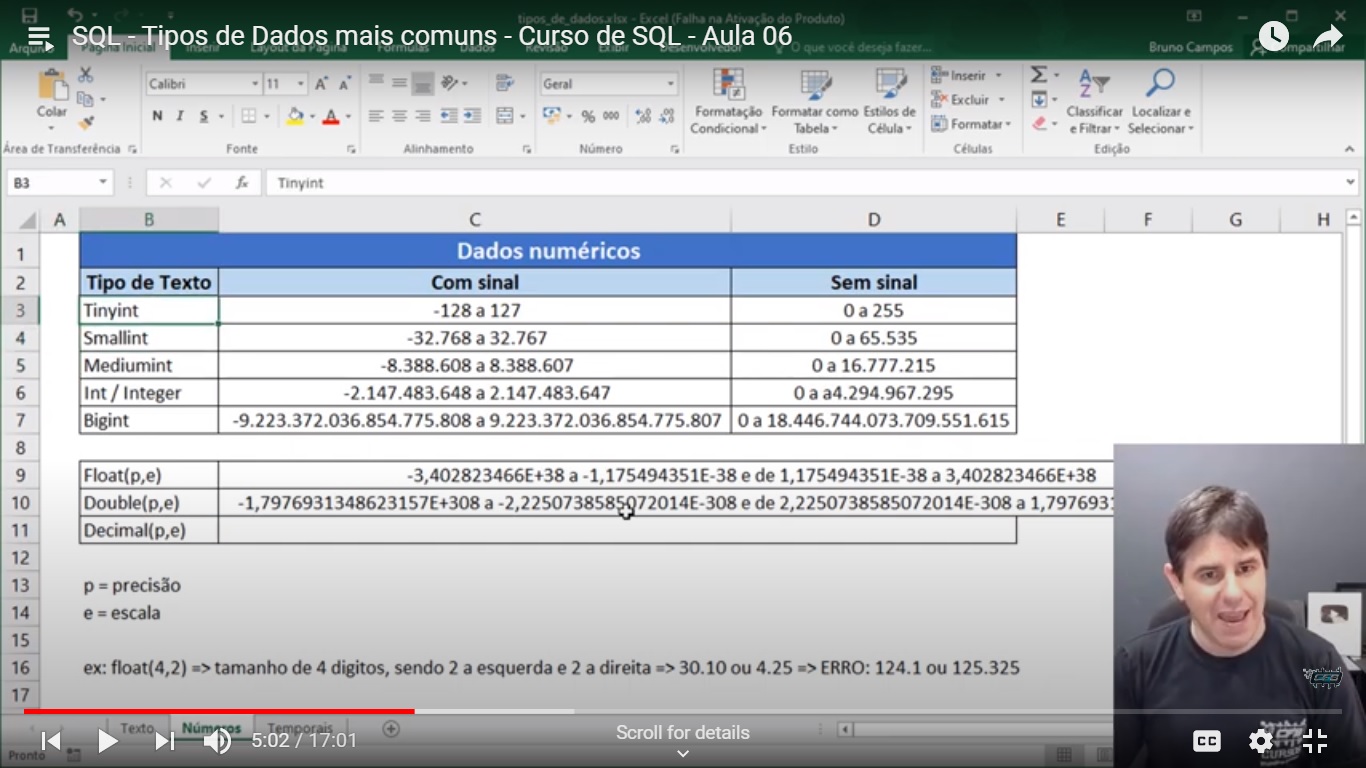 tipos_de_dados.xlsx - Excel (Falha na Ativação do Produto)
SQL - Tipos de Dados mais comuns - Curso de SQL - Aula 06
Arquivo Página Inicial Inserir Layout da Página Fórmulas Dados Revisão Exibir Desenvolvedor O que você deseja fazer... Bruno Campos Compartilhar
Colar
Calibri 11
Geral
N I S
A
% 000
Formatação Condicional
Formatar como Tabela
Estilos de Célula
Inserir
Excluir
Formatar
Classificar e Filtrar
Localizar e Selecionar
Área de Transferência Fonte Alinhamento Número Estilo Células Edição
B3 fx Tinyint
A B C D E F G H
1 Dados numéricos
2 Tipo de Texto Com sinal Sem sinal
3 Tinyint -128 a 127 0 a 255
4 Smallint -32.768 a 32.767 0 a 65.535
5 Mediumint -8.388.608 a 8.388.607 0 a 16.777.215
6 Int / Integer -2.147.483.648 a 2.147.483.647 0 a a4.294.967.295
7 Bigint -9.223.372.036.854.775.808 a 9.223.372.036.854.775.807 0 a 18.446.744.073.709.551.615
8
9 Float(p,e) -3,402823466E+38 a -1,175494351E-38 e de 1,175494351E-38 a 3,402823466E+38
10 Double(p,e) -1,7976931348623157E+308 a -2,2250738585072014E-308 e de 2,2250738585072014E-308 a 1,797693
11 Decimal(p,e)
12
13 p = precisão
14 e = escala
15
16 ex: float(4,2) => tamanho de 4 digitos, sendo 2 a esquerda e 2 a direita => 30.10 ou 4.25 => ERRO: 124.1 ou 125.325
17
Texto Números Temporais
5:02 / 17:01
Scroll for details
CC
Pronto